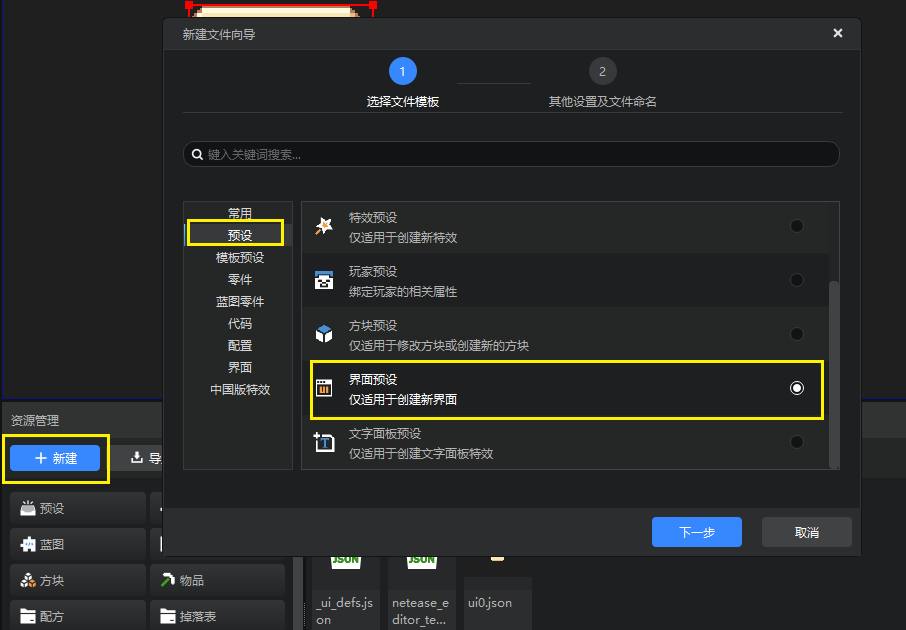 新建文件向导
1
2
选择文件模板
其他设置及文件命名
键入关键词搜索...
常用
预设
模板预设
零件
蓝图零件
代码
配置
界面
中国版特效
特效预设
仅适用于创建新特效
玩家预设
绑定玩家的相关属性
方块预设
仅适用于修改方块或创建新的方块
界面预设
仅适用于创建新界面
文字面板预设
仅适用于创建文字面板特效
下一步
取消
资源管理
新建
预设
蓝图
方块
物品
配方
掉落表
JSON
JSON
_ui_defs.js
on
netease_e
ditor_te...
ui0.json